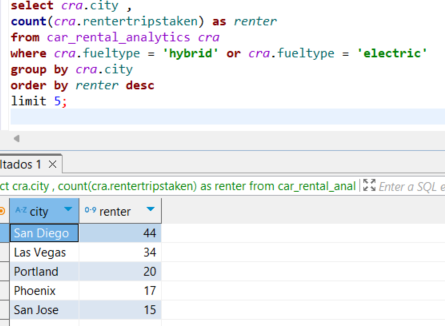 select cra.city ,
count(cra.rentertripstaken) as renter
from car_rental_analytics cra
where cra.fueltype = 'hybrid' or cra.fueltype = 'electric'
group by cra.city
order by renter desc
limit 5;
ltados 1
ct cra.city , count(cra.rentertripstaken) as renter from car_rental_anal Enter a SQL e
A-Z city 0-9 renter
San Diego 44
Las Vegas 34
Portland 20
Phoenix 17
San Jose 15